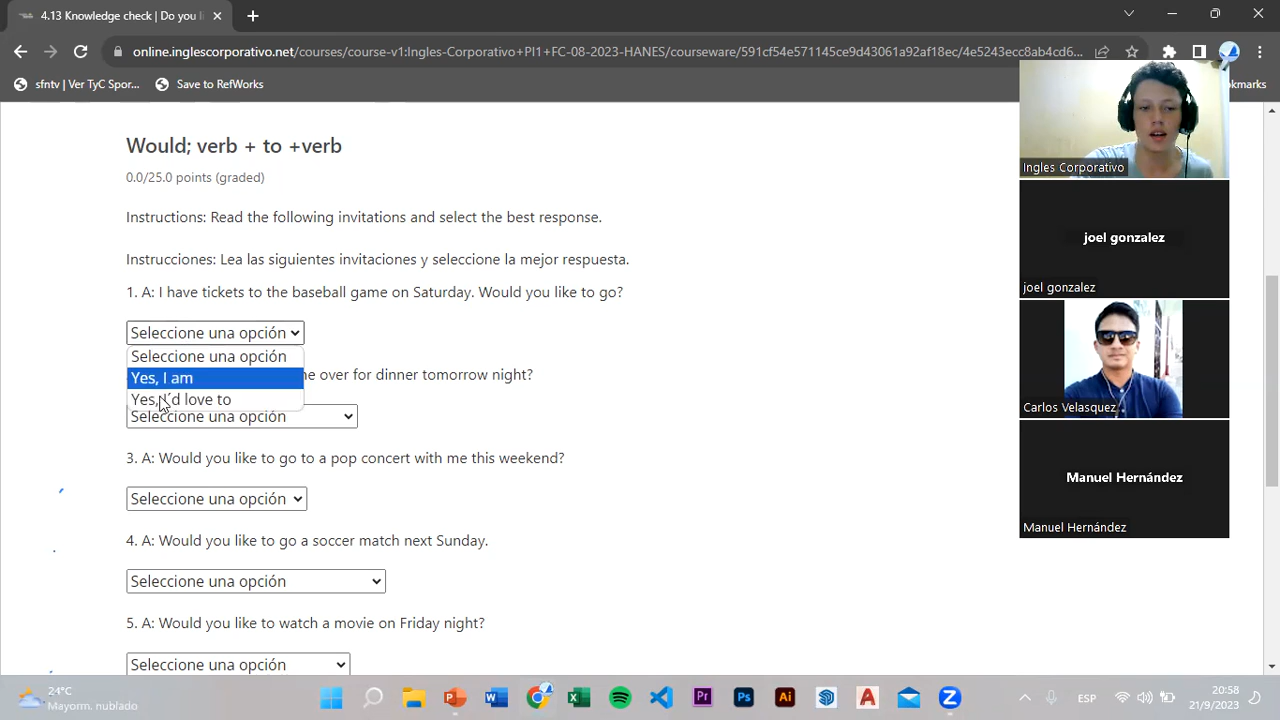 4.13 Knowledge check | Do you l
online.inglescorporativo.net/courses/course-v1:Ingles-Corporativo+PI1+FC-08-2023-HANES/courseware/591cf54e571145ce9d43061a92af18ec/4e5243ecc8ab4cd6...
sfntv | Ver TyC Spor...
Save to RefWorks
okmarks
Would; verb + to +verb
0.0/25.0 points (graded)
Instructions: Read the following invitations and select the best response.
Instrucciones: Lea las siguientes invitaciones y seleccione la mejor respuesta.
1. A: I have tickets to the baseball game on Saturday. Would you like to go?
Seleccione una opción
Seleccione una opción
Yes, I am
me over for dinner tomorrow night?
Yes, I´d love to
Seleccione una opción
3. A: Would you like to go to a pop concert with me this weekend?
Seleccione una opción
4. A: Would you like to go a soccer match next Sunday.
Seleccione una opción
5. A: Would you like to watch a movie on Friday night?
Seleccione una opción
Ingles Corporativo
joel gonzalez
joel gonzalez
Carlos Velasquez
Manuel Hernández
Manuel Hernández
24°C
Mayorm. nublado
ESP
20:58
21/9/2023